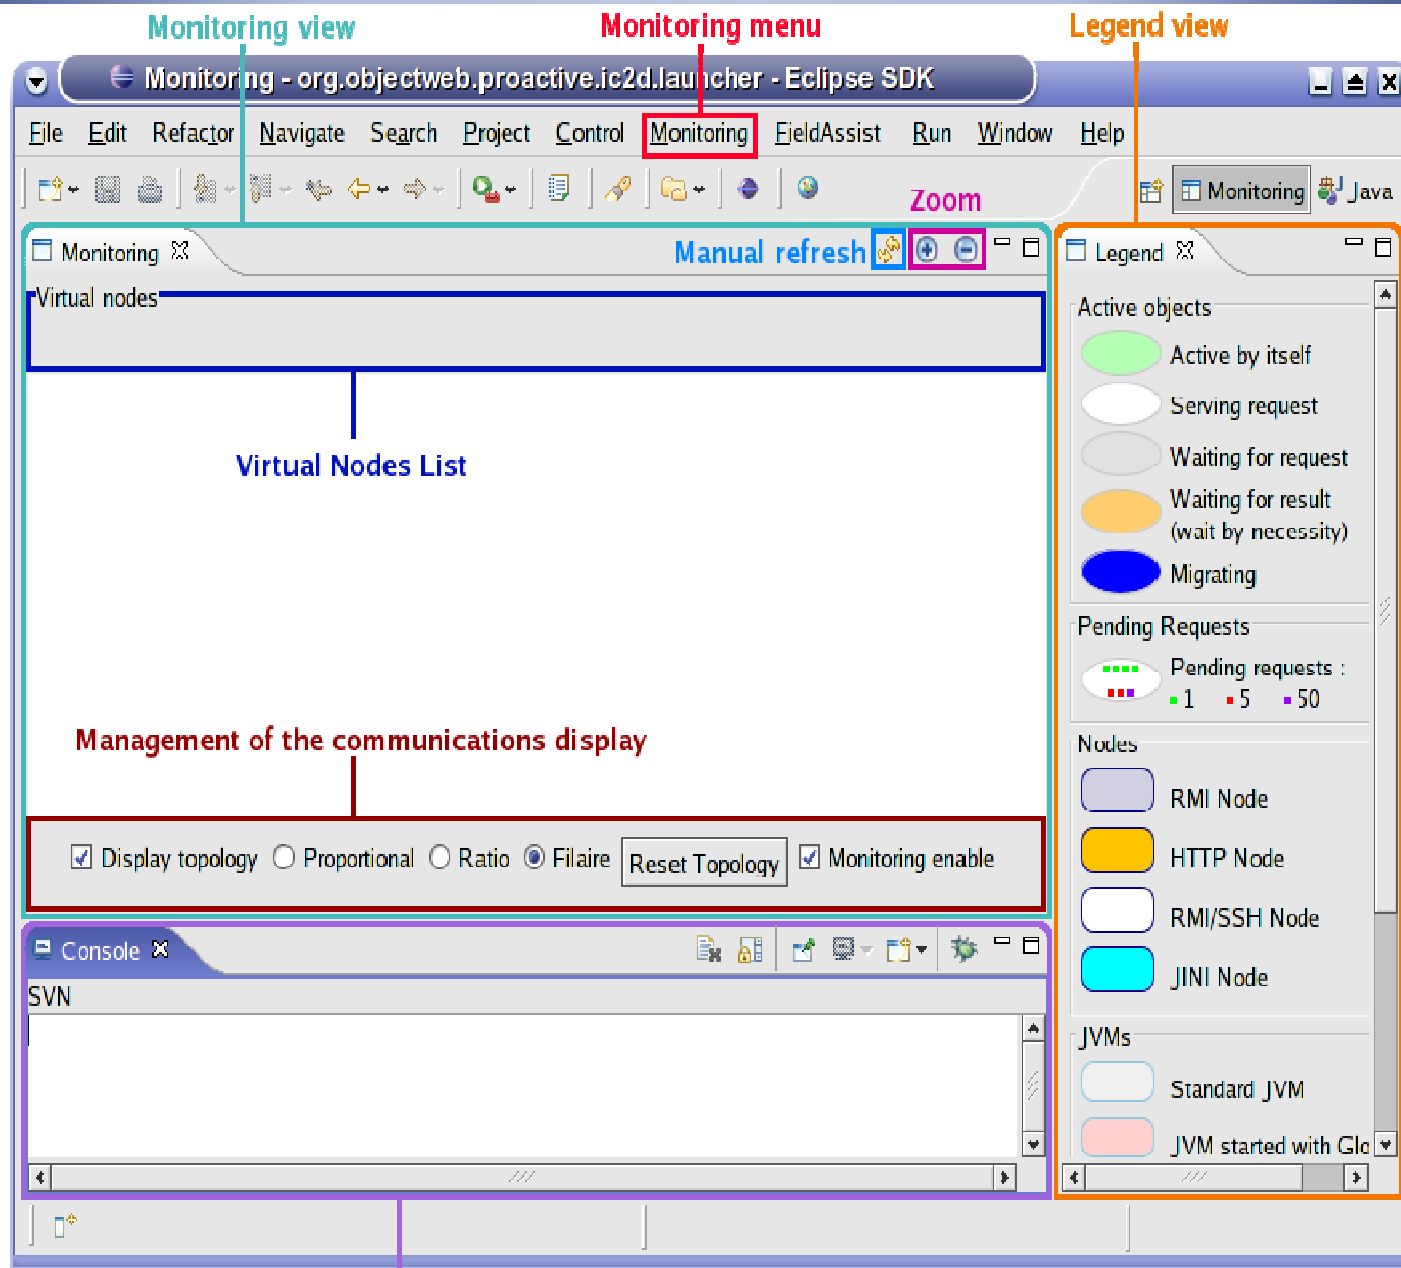 Monitoring view
Monitoring menu
Legend view
Monitoring - org.objectweb.proactive.ic2d.launcher - Eclipse SDK
File Edit Refactor Navigate Search Project Control Monitoring FieldAssist Run Window Help
Zoom
Monitoring Java
Monitoring
Manual refresh
Legend
Virtual nodes
Virtual Nodes List
Management of the communications display
Display topology Proportional Ratio Filaire Reset Topology Monitoring enable
Console
SVN
Active objects
Active by itself
Serving request
Waiting for request
Waiting for result
(wait by necessity)
Migrating
Pending Requests
Pending requests :
1 5 50
Nodes
RMI Node
HTTP Node
RMI/SSH Node
JINI Node
JVMs
Standard JVM
JVM started with Glo